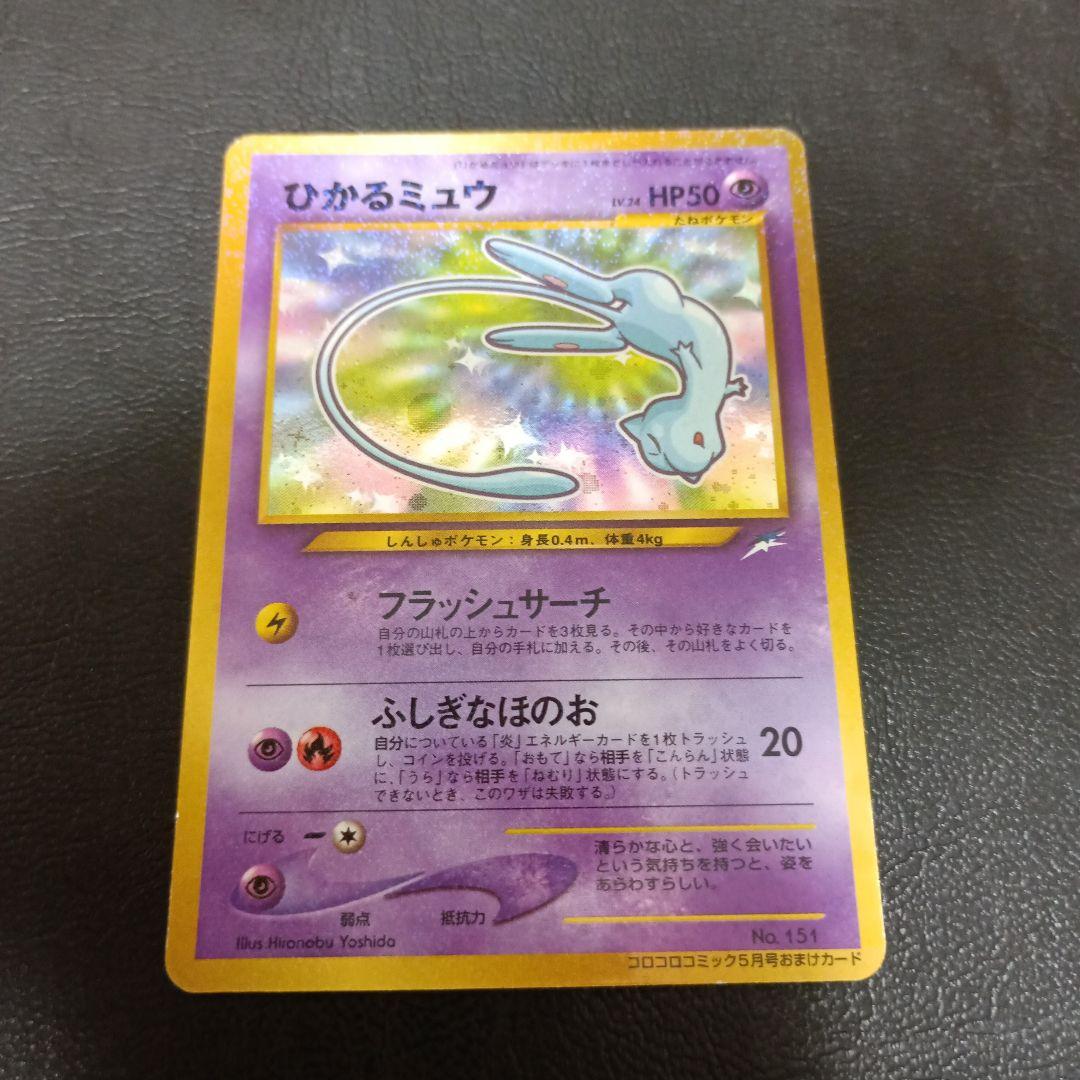 ひかるミュウ
LV.24 HP50
たねポケモン
しんしゅポケモン：身長0.4m、体重4kg
フラッシュサーチ
自分の山札の上からカードを3枚見る。その中から好きなカードを
1枚選び出し、自分の手札に加える。その後、その山札をよく切る。
ふしぎなほのお
自分についている「炎」エネルギーカードを1枚トラッシュ
し、コインを投げる。「おもて」なら相手を「こんらん」状態
に、「うら」なら相手を「ねむり」状態にする。（トラッシュ
できないとき、このワザは失敗する。）
20
にげる
清らかな心と、強く会いたい
という気持ちを持つと、姿を
あらわすらしい。
弱点 抵抗力
Illus.Hironobu Yoshida
No. 151
コロコロコミック5月号おまけカード